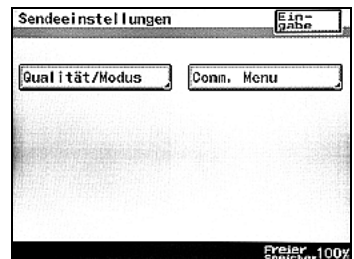 Sendeeinstellungen
Ein-
gabe
Qualität/Modus
Comm. Menu
Freier
Speicher 100%